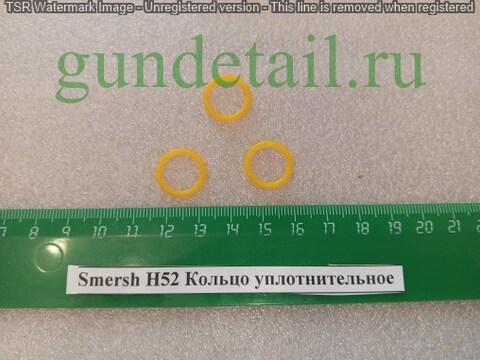 TSR Watermark Image - Unregistered version - This line is removed when registered
gundetail.ru
7 8 9 10 11 12 13 14 15 16 17 18 19 20 21 22
Smersh H52 Кольцо уплотнительное